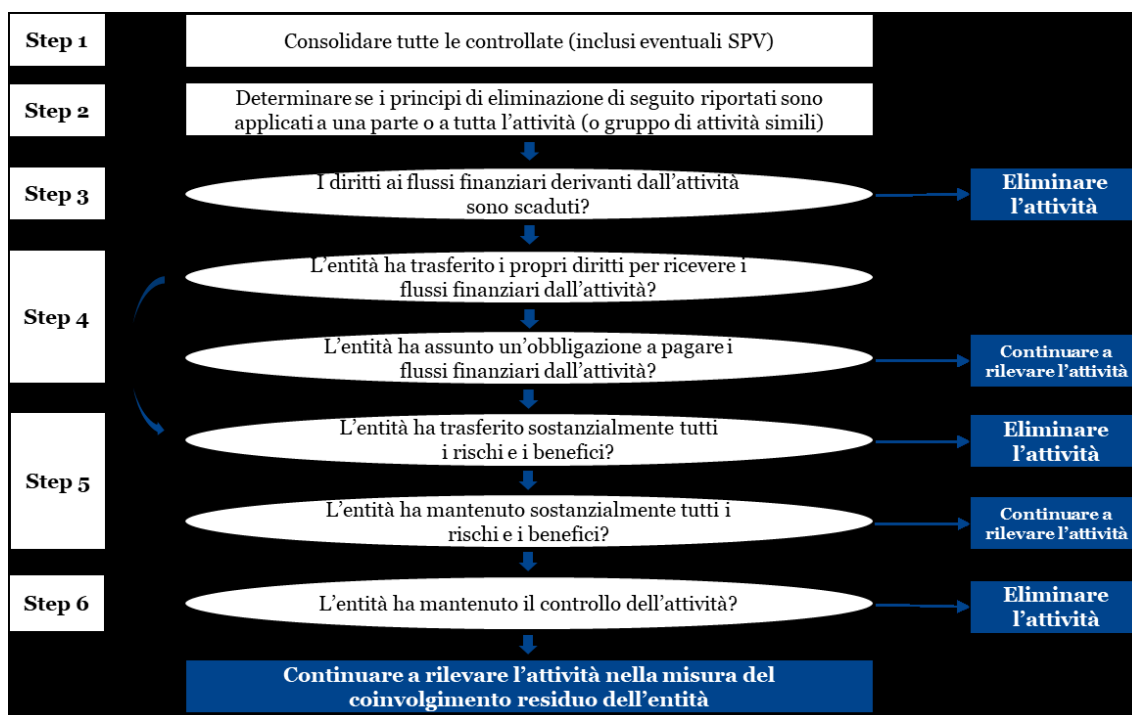 Step 1
Consolidare tutte le controllate (inclusi eventuali SPV)
Step 2
Determinare se i principi di eliminazione di seguito riportati sono
applicati a una parte o a tutta l'attività (o gruppo di attività simili)
Step 3
I diritti ai flussi finanziari derivanti dall'attività
sono scaduti?
Eliminare
l'attività
Step 4
L'entità ha trasferito i propri diritti per ricevere i
flussi finanziari dall'attività?
L'entità ha assunto un'obbligazione a pagare i
flussi finanziari dall'attività?
Continuare a
rilevare l'attività
Step 5
L'entità ha trasferito sostanzialmente tutti
i rischi e i benefici?
Eliminare
l'attività
L'entità ha mantenuto sostanzialmente tutti i
rischi e i benefici?
Continuare a
rilevare l'attività
Step 6
L'entità ha mantenuto il controllo dell'attività?
Eliminare
l'attività
Continuare a rilevare l'attività nella misura del
coinvolgimento residuo dell'entità